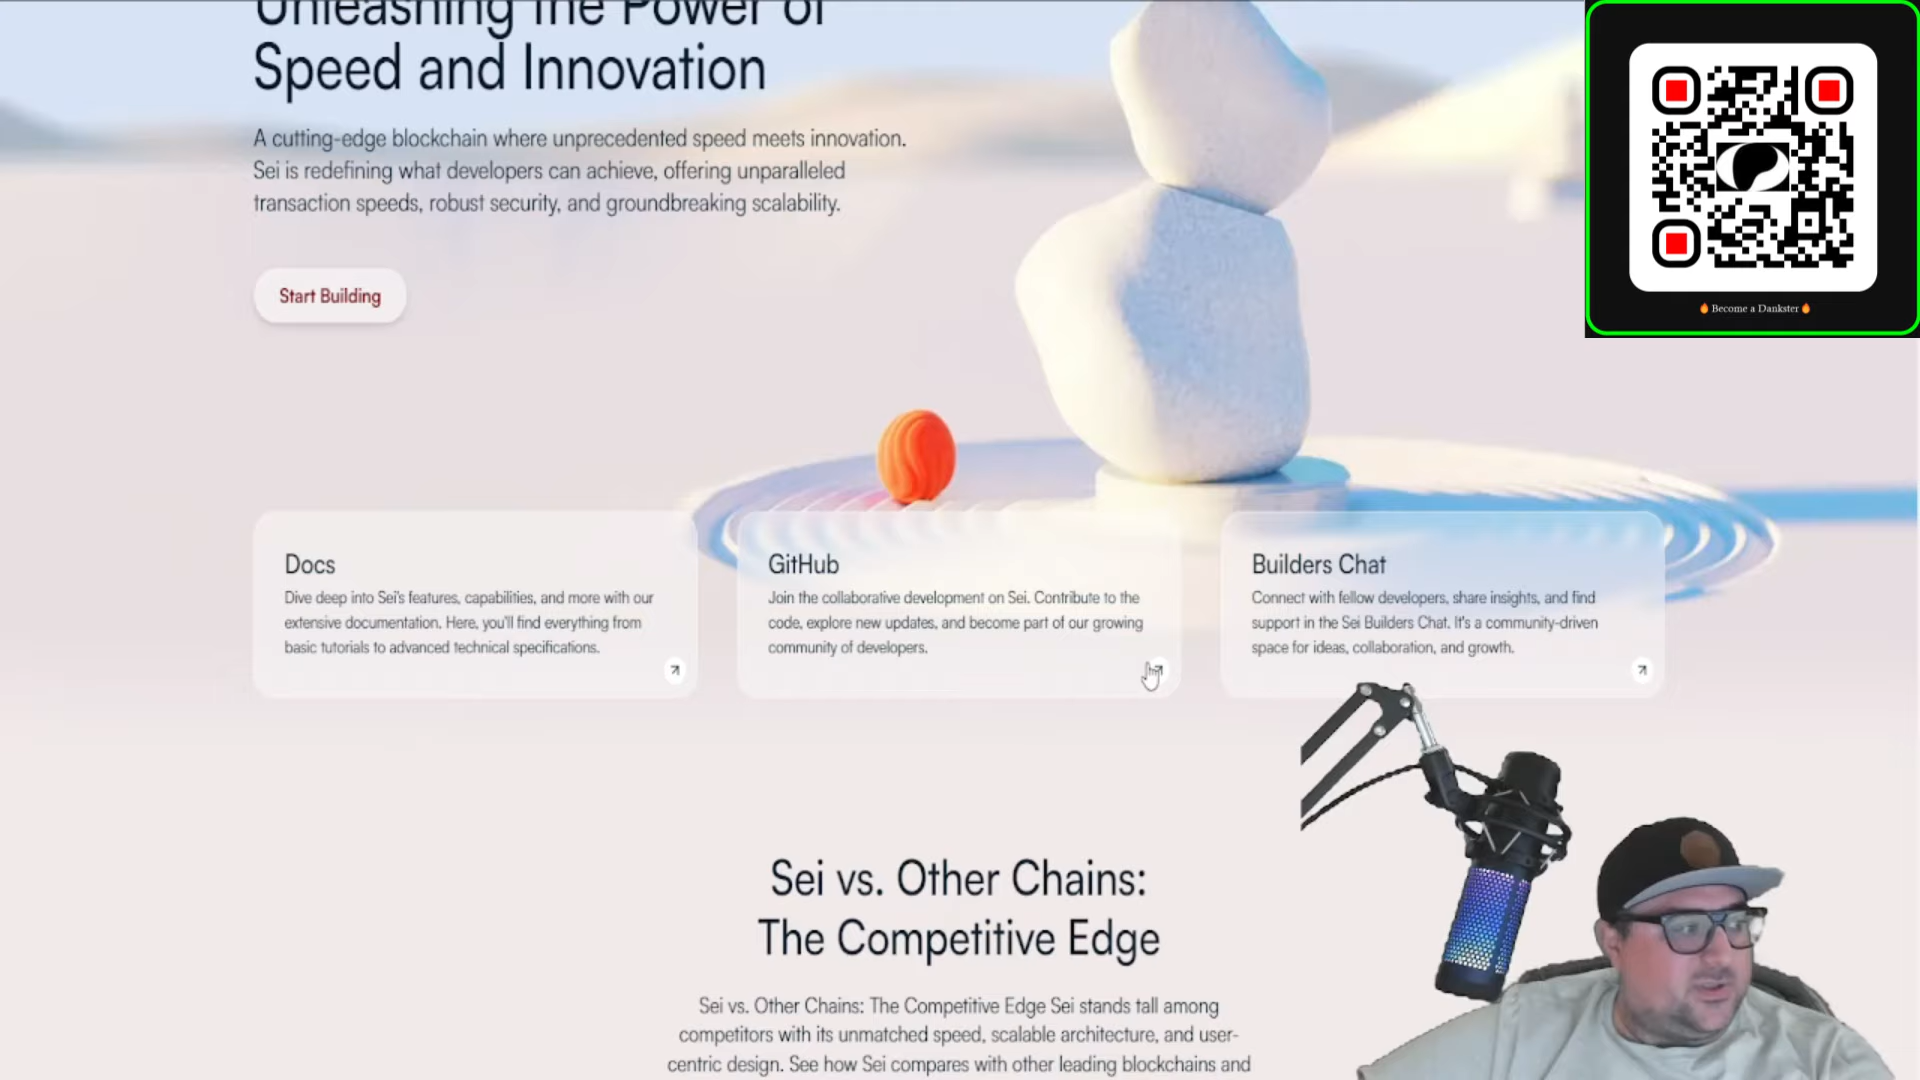 Unleashing the Power of
Speed and Innovation
A cutting-edge blockchain where unprecedented speed meets innovation.
Sei is redefining what developers can achieve, offering unparalleled
transaction speeds, robust security, and groundbreaking scalability.
Start Building
Become a Dankster
Docs
Dive deep into Sei's features, capabilities, and more with our
extensive documentation. Here, you'll find everything from
basic tutorials to advanced technical specifications.
GitHub
Join the collaborative development on Sei. Contribute to the
code, explore new updates, and become part of our growing
community of developers.
Builders Chat
Connect with fellow developers, share insights, and find
support in the Sei Builders Chat. It's a community-driven
space for ideas, collaboration, and growth.
Sei vs. Other Chains:
The Competitive Edge
Sei vs. Other Chains: The Competitive Edge Sei stands tall among
competitors with its unmatched speed, scalable architecture, and user-
centric design. See how Sei compares with other leading blockchains and